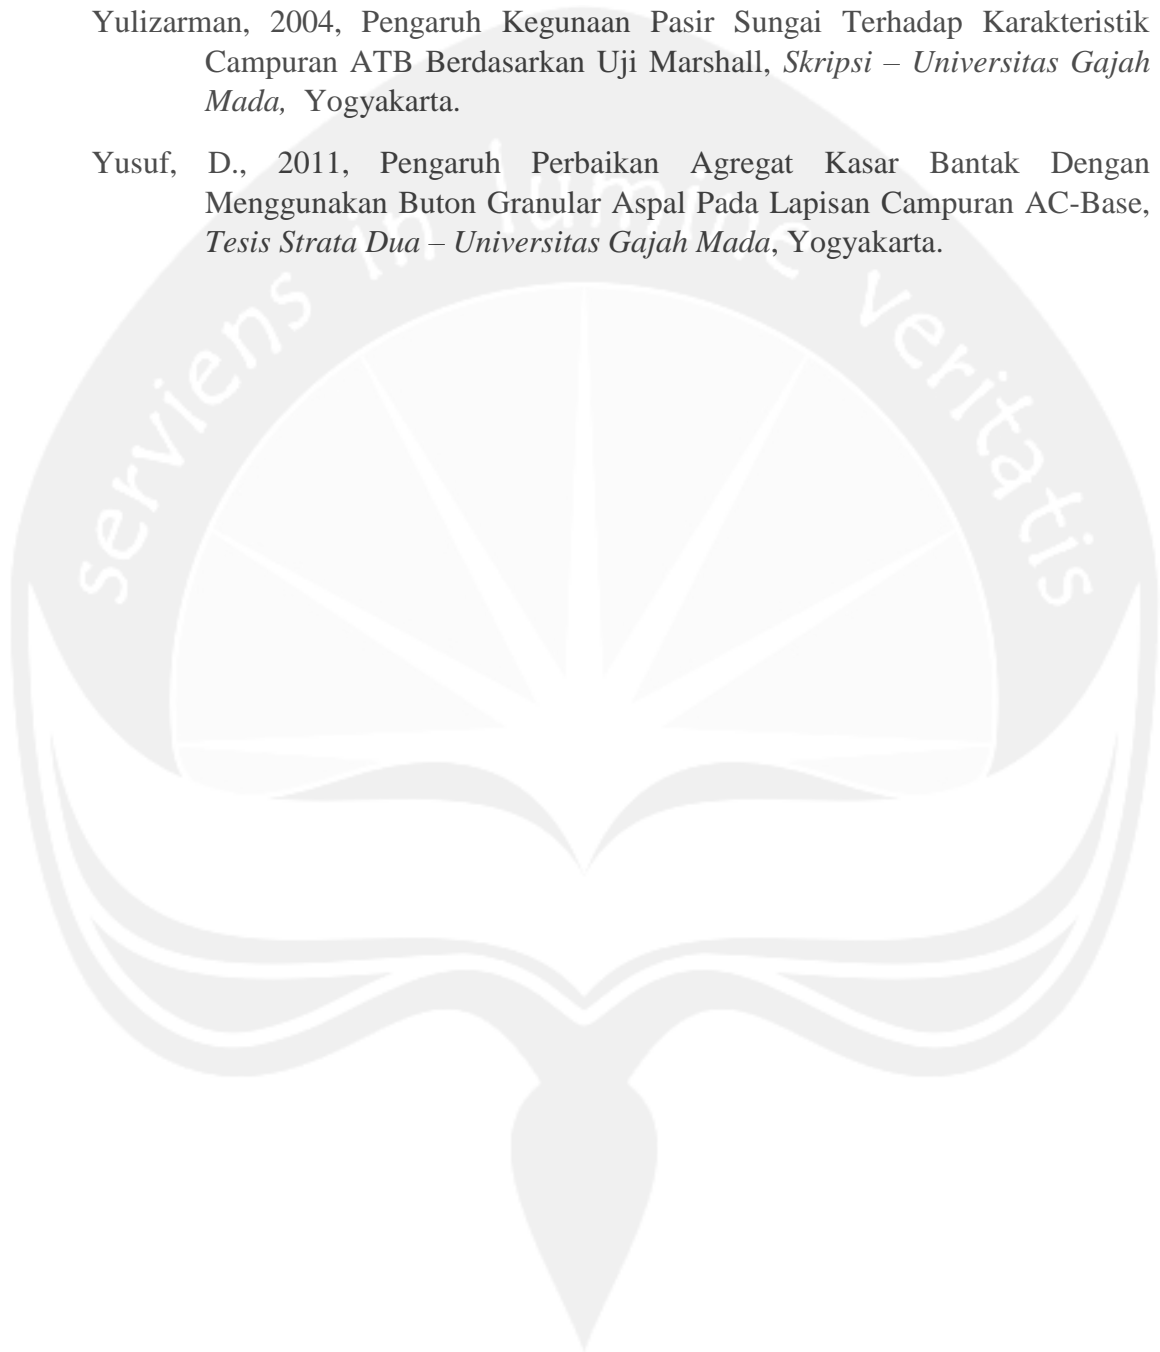 Yulizarman, 2004, Pengaruh Kegunaan Pasir Sungai Terhadap Karakteristik
Campuran ATB Berdasarkan Uji Marshall, Skripsi – Universitas Gajah
Mada, Yogyakarta.
Yusuf, D., 2011, Pengaruh Perbaikan Agregat Kasar Bantak Dengan
Menggunakan Buton Granular Aspal Pada Lapisan Campuran AC-Base,
Tesis Strata Dua – Universitas Gajah Mada, Yogyakarta.
serviens in lumine veritatis